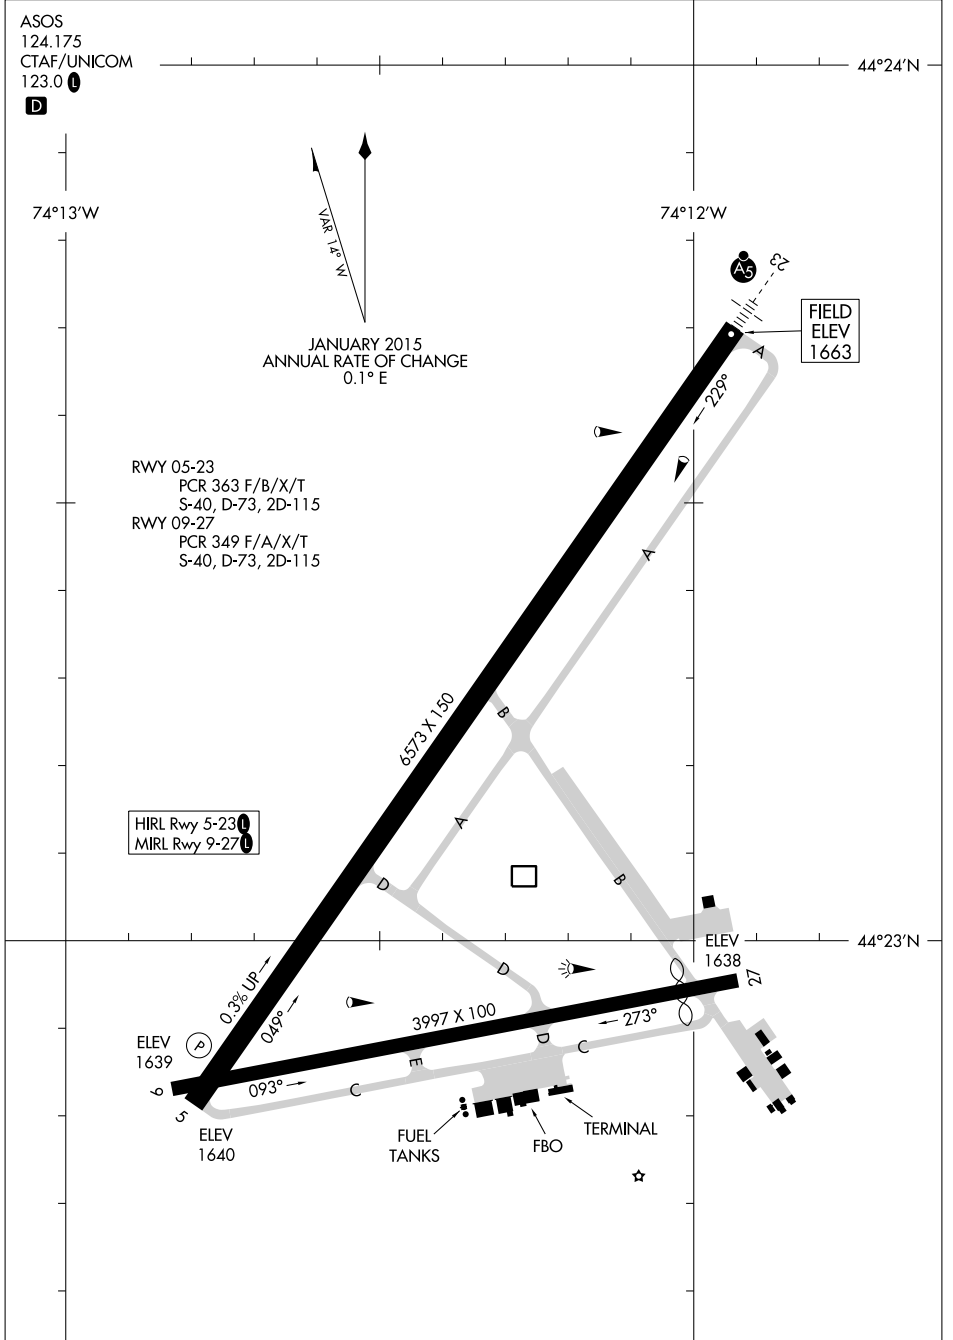 ASOS
124.175
CTAF/UNICOM
123.0 L
D
44°24'N
74°13'W
74°12'W
VAR 14° W
JANUARY 2015
ANNUAL RATE OF CHANGE
0.1° E
A5
23
FIELD
ELEV
1663
A
229°
RWY 05-23
PCR 363 F/B/X/T
S-40, D-73, 2D-115
RWY 09-27
PCR 349 F/A/X/T
S-40, D-73, 2D-115
A
B
6573 X 150
A
HIRL Rwy 5-23 L
MIRL Rwy 9-27 L
D
B
44°23'N
ELEV
1638
D
27
0.3% UP
049°
3997 X 100
273°
ELEV
1639
P
D
C
E
9
093°
C
5
ELEV
1640
FUEL
TANKS
FBO
TERMINAL